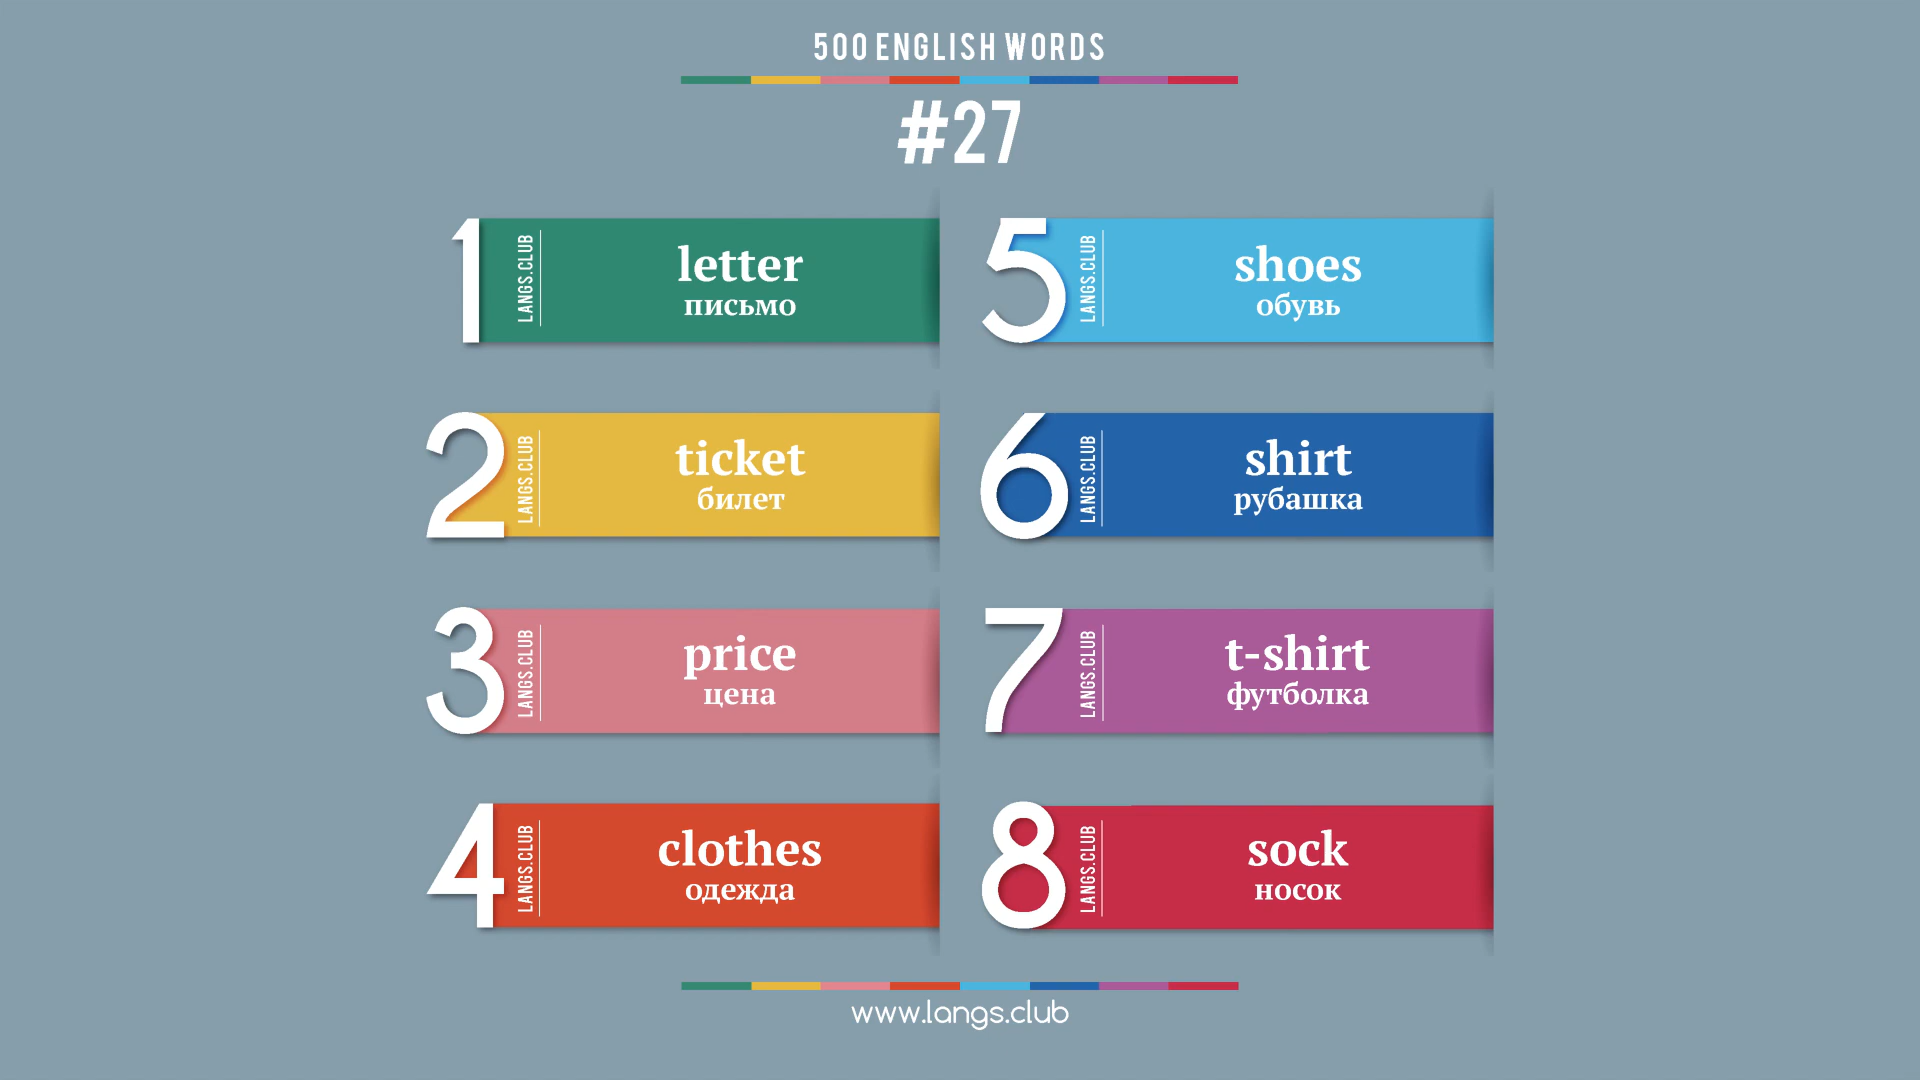 500 ENGLISH WORDS
#27
1
LANGS.CLUB
letter
письмо
2
LANGS.CLUB
ticket
билет
3
LANGS.CLUB
price
цена
4
LANGS.CLUB
clothes
одежда
5
LANGS.CLUB
shoes
обувь
6
LANGS.CLUB
shirt
рубашка
7
LANGS.CLUB
t-shirt
футболка
8
LANGS.CLUB
sock
носок
www.langs.club